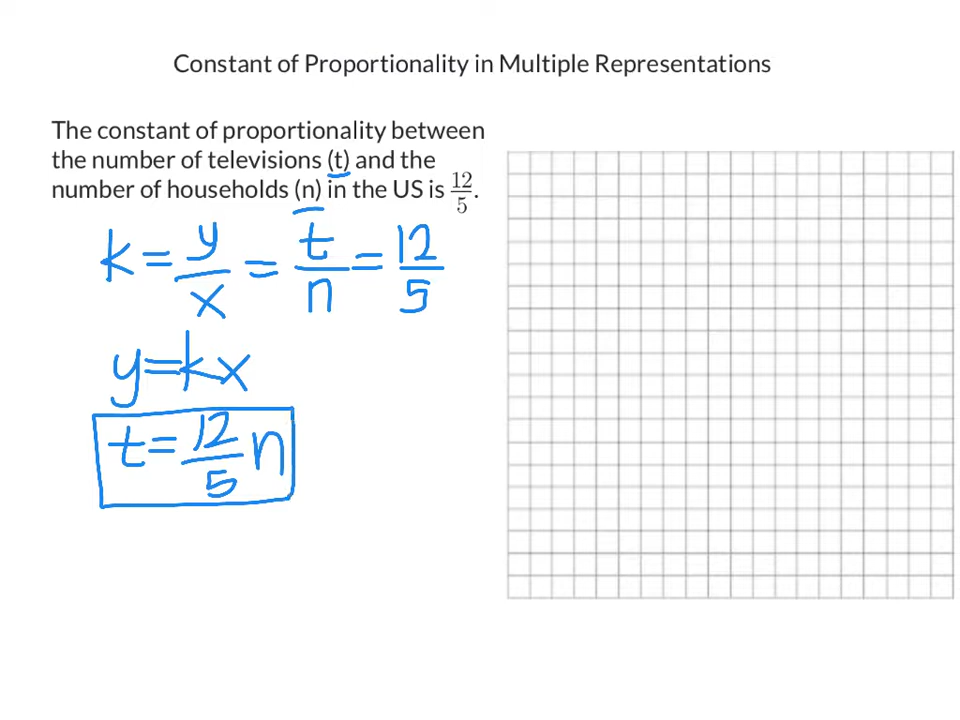 Constant of Proportionality in Multiple Representations
The constant of proportionality between
the number of televisions (t) and the
number of households (n) in the US is 12/5.
k = y/x = t/n = 12/5
y = kx
t = 12/5 n